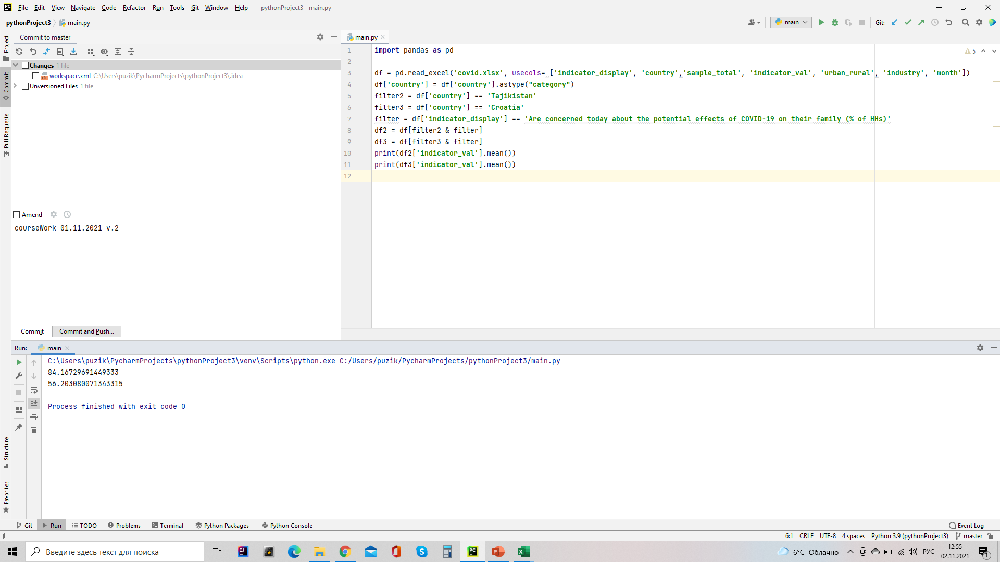 File Edit View Navigate Code Refactor Run Tools Git Window Help pythonProject3 - main.py
pythonProject3 main.py
main
Git:
Project
Commit
Pull Requests
Structure
Favorites
Commit to master
Changes 1 file
workspace.xml C:\Users\puzik\PycharmProjects\pythonProject3\.idea
Unversioned Files 1 file
Amend
courseWork 01.11.2021 v.2
Commit Commit and Push...
main.py
5
1 import pandas as pd
2
3 df = pd.read_excel('covid.xlsx', usecols= ['indicator_display', 'country','sample_total', 'indicator_val', 'urban_rural', 'industry', 'month'])
4 df['country'] = df['country'].astype("category")
5 filter2 = df['country'] == 'Tajikistan'
6 filter3 = df['country'] == 'Croatia'
7 filter = df['indicator_display'] == 'Are concerned today about the potential effects of COVID-19 on their family (% of HHs)'
8 df2 = df[filter2 & filter]
9 df3 = df[filter3 & filter]
10 print(df2['indicator_val'].mean())
11 print(df3['indicator_val'].mean())
12
Run: main
C:\Users\puzik\PycharmProjects\pythonProject3\venv\Scripts\python.exe C:/Users/puzik/PycharmProjects/pythonProject3/main.py
84.16729691449333
56.203080071343315
Process finished with exit code 0
Git Run TODO Problems Terminal Python Packages Python Console Event Log
6:1 CRLF UTF-8 4 spaces Python 3.9 (pythonProject3) master
Введите здесь текст для поиска
6°C Облачно
РУС
12:55
02.11.2021
1